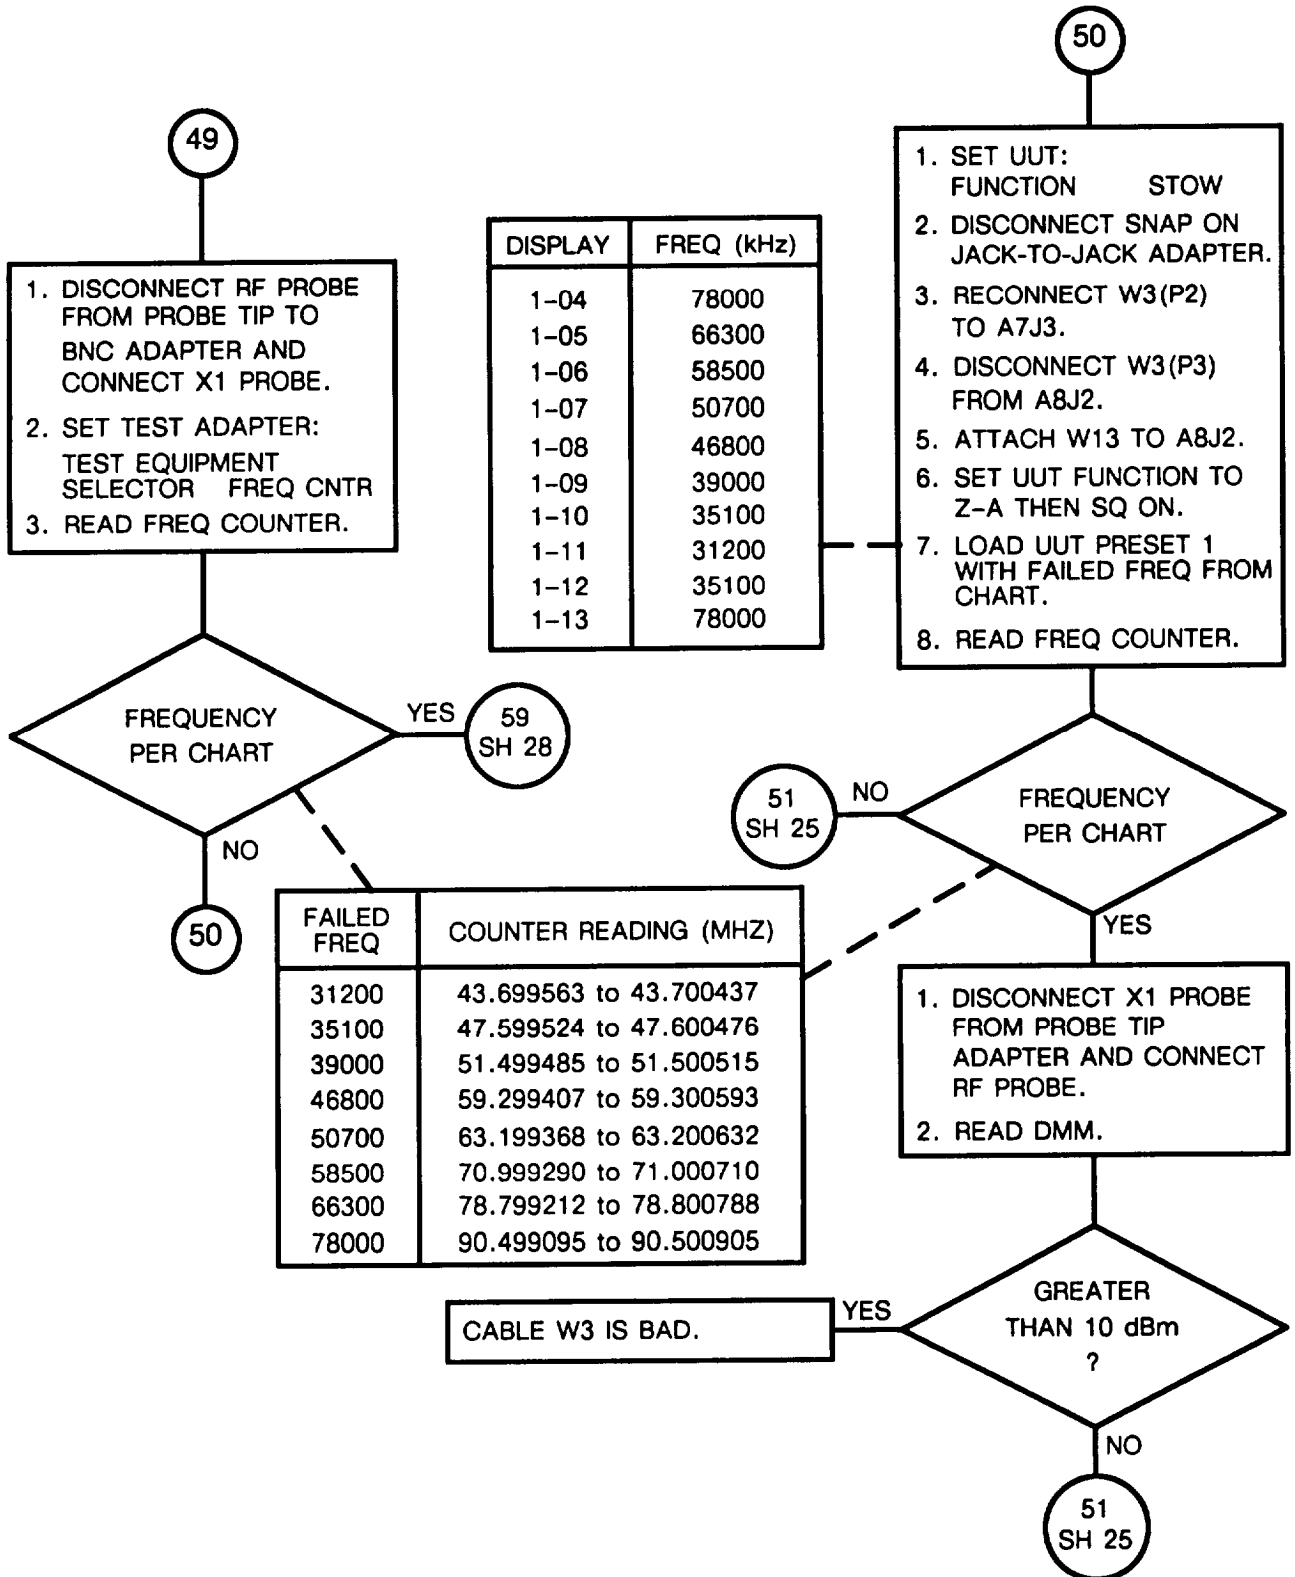 49
1. DISCONNECT RF PROBE
FROM PROBE TIP TO
BNC ADAPTER AND
CONNECT X1 PROBE.
2. SET TEST ADAPTER:
TEST EQUIPMENT
SELECTOR FREQ CNTR
3. READ FREQ COUNTER.
FREQUENCY
PER CHART
YES
59
SH 28
NO
50
DISPLAY FREQ (kHz)
1-04 78000
1-05 66300
1-06 58500
1-07 50700
1-08 46800
1-09 39000
1-10 35100
1-11 31200
1-12 35100
1-13 78000
FAILED
FREQ
COUNTER READING (MHZ)
31200 43.699563 to 43.700437
35100 47.599524 to 47.600476
39000 51.499485 to 51.500515
46800 59.299407 to 59.300593
50700 63.199368 to 63.200632
58500 70.999290 to 71.000710
66300 78.799212 to 78.800788
78000 90.499095 to 90.500905
50
1. SET UUT:
FUNCTION STOW
2. DISCONNECT SNAP ON
JACK-TO-JACK ADAPTER.
3. RECONNECT W3(P2)
TO A7J3.
4. DISCONNECT W3(P3)
FROM A8J2.
5. ATTACH W13 TO A8J2.
6. SET UUT FUNCTION TO
Z-A THEN SQ ON.
7. LOAD UUT PRESET 1
WITH FAILED FREQ FROM
CHART.
8. READ FREQ COUNTER.
FREQUENCY
PER CHART
NO
51
SH 25
YES
1. DISCONNECT X1 PROBE
FROM PROBE TIP
ADAPTER AND CONNECT
RF PROBE.
2. READ DMM.
GREATER
THAN 10 dBm
?
YES
CABLE W3 IS BAD.
NO
51
SH 25